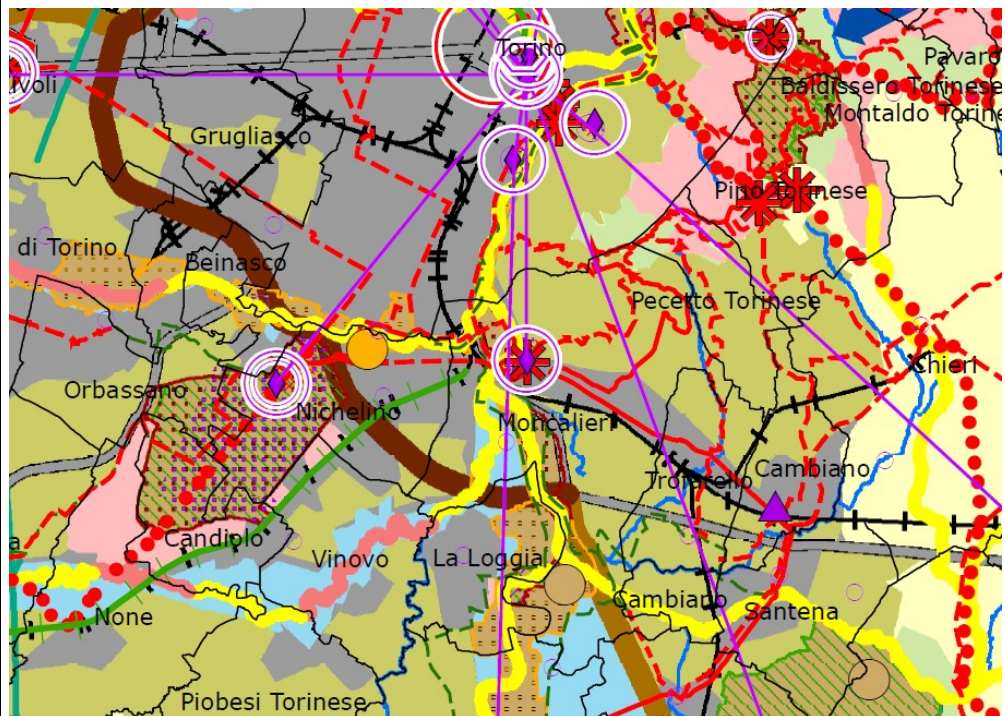 Torino
Pavaro
ivoli
Baldissero Torinese
Montaldo Torine
Grugliasco
Pino Torinese
di Torino
Beinasco
Pecetto Torinese
Chieri
Orbassano
Nichelino
Moncalieri
Cambiano
Trofarello
Candiolo
Vinovo
La Loggia
a
Cambiano
Santena
None
Piobesi Torinese